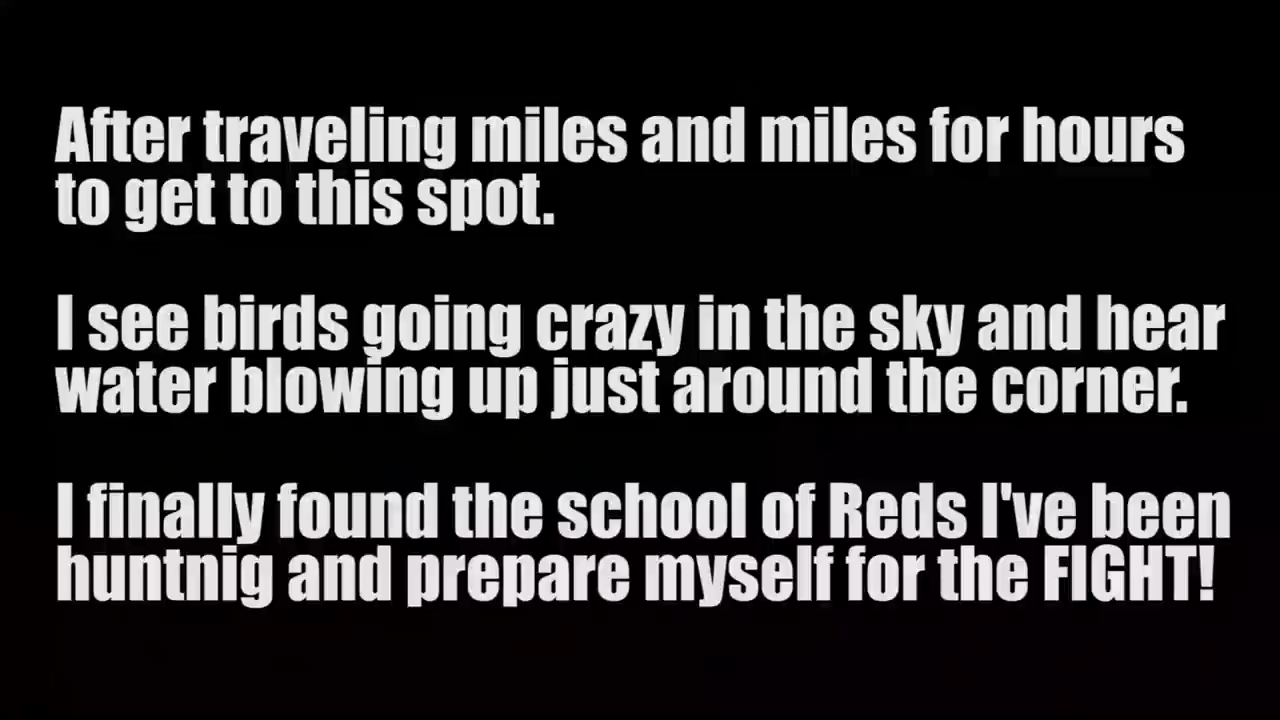 After traveling miles and miles for hours
to get to this spot.
I see birds going crazy in the sky and hear
water blowing up just around the corner.
I finally found the school of Reds I've been
huntnig and prepare myself for the FIGHT!